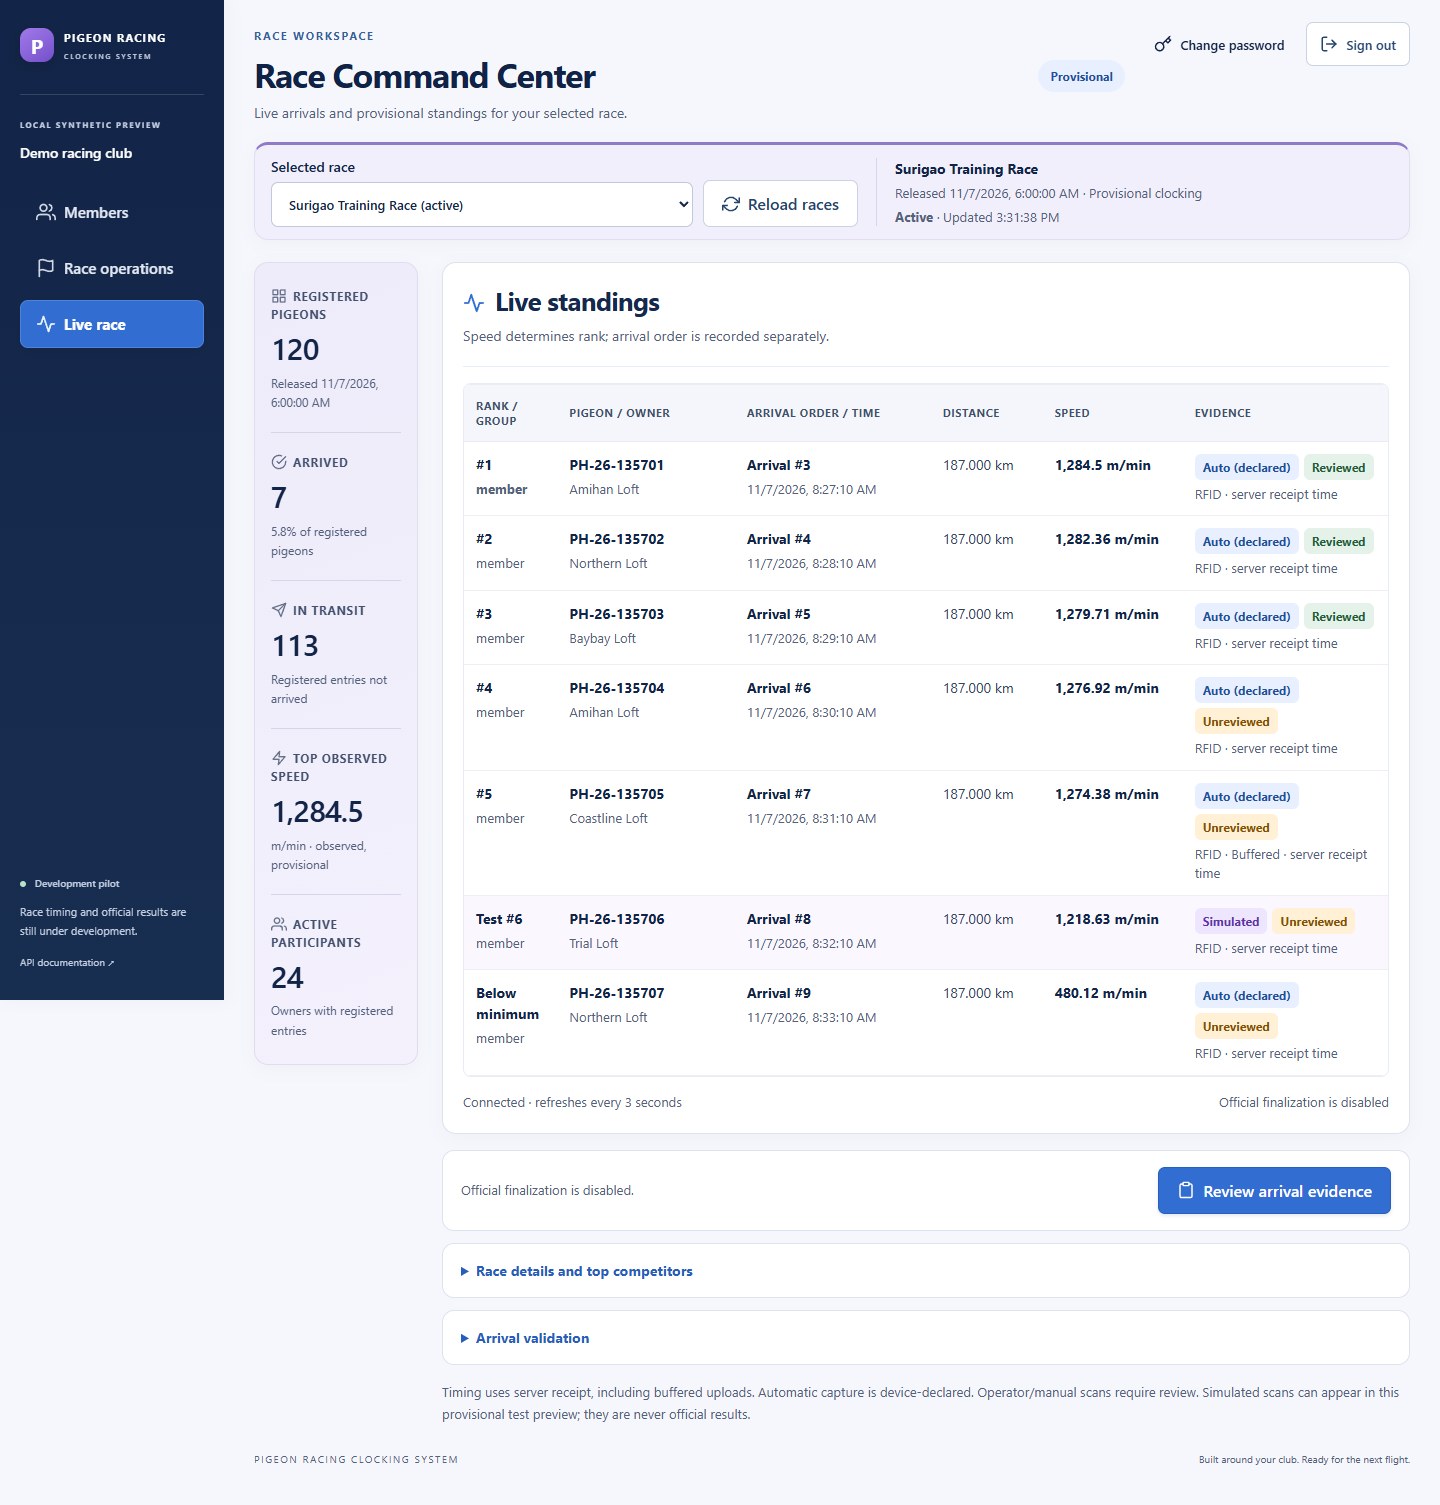 P
PIGEON RACING
CLOCKING SYSTEM
LOCAL SYNTHETIC PREVIEW
Demo racing club
Members
Race operations
Live race
Development pilot
Race timing and official results are
still under development.
API documentation ↗
RACE WORKSPACE
Race Command Center
Live arrivals and provisional standings for your selected race.
Provisional
Change password
Sign out
Selected race
Surigao Training Race (active)
Reload races
Surigao Training Race
Released 11/7/2026, 6:00:00 AM · Provisional clocking
Active · Updated 3:31:38 PM
REGISTERED
PIGEONS
120
Released 11/7/2026,
6:00:00 AM
ARRIVED
7
5.8% of registered
pigeons
IN TRANSIT
113
Registered entries not
arrived
TOP OBSERVED
SPEED
1,284.5
m/min · observed,
provisional
ACTIVE
PARTICIPANTS
24
Owners with registered
entries
Live standings
Speed determines rank; arrival order is recorded separately.
RANK /
GROUP
PIGEON / OWNER
ARRIVAL ORDER / TIME
DISTANCE
SPEED
EVIDENCE
#1
member
PH-26-135701
Amihan Loft
Arrival #3
11/7/2026, 8:27:10 AM
187.000 km
1,284.5 m/min
Auto (declared) Reviewed
RFID · server receipt time
#2
member
PH-26-135702
Northern Loft
Arrival #4
11/7/2026, 8:28:10 AM
187.000 km
1,282.36 m/min
Auto (declared) Reviewed
RFID · server receipt time
#3
member
PH-26-135703
Baybay Loft
Arrival #5
11/7/2026, 8:29:10 AM
187.000 km
1,279.71 m/min
Auto (declared) Reviewed
RFID · server receipt time
#4
member
PH-26-135704
Amihan Loft
Arrival #6
11/7/2026, 8:30:10 AM
187.000 km
1,276.92 m/min
Auto (declared)
Unreviewed
RFID · server receipt time
#5
member
PH-26-135705
Coastline Loft
Arrival #7
11/7/2026, 8:31:10 AM
187.000 km
1,274.38 m/min
Auto (declared)
Unreviewed
RFID · Buffered · server receipt
time
Test #6
member
PH-26-135706
Trial Loft
Arrival #8
11/7/2026, 8:32:10 AM
187.000 km
1,218.63 m/min
Simulated Unreviewed
RFID · server receipt time
Below
minimum
member
PH-26-135707
Northern Loft
Arrival #9
11/7/2026, 8:33:10 AM
187.000 km
480.12 m/min
Auto (declared)
Unreviewed
RFID · server receipt time
Connected · refreshes every 3 seconds
Official finalization is disabled
Official finalization is disabled.
Review arrival evidence
Race details and top competitors
Arrival validation
Timing uses server receipt, including buffered uploads. Automatic capture is device-declared. Operator/manual scans require review. Simulated scans can appear in this
provisional test preview; they are never official results.
PIGEON RACING CLOCKING SYSTEM
Built around your club. Ready for the next flight.